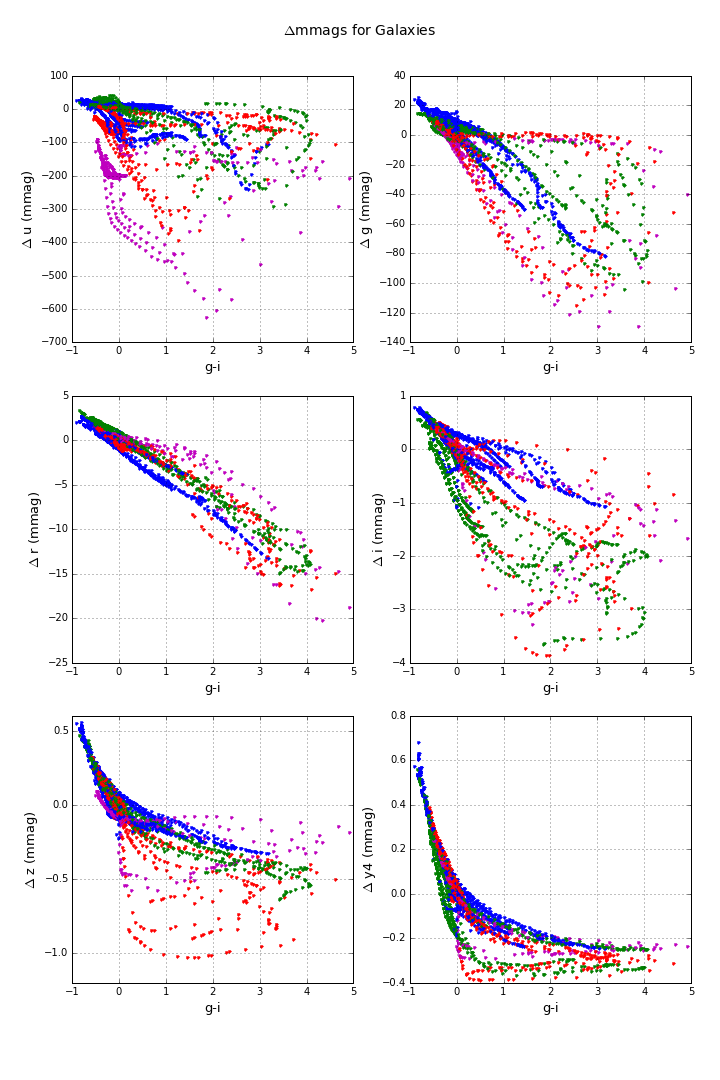 Δmmags for Galaxies
100
0
−100
−200
−300
−400
−500
−600
−700
Δ u (mmag)
−1 0 1 2 3 4 5
g-i
40
20
0
−20
−40
−60
−80
−100
−120
−140
Δ g (mmag)
−1 0 1 2 3 4 5
g-i
5
0
−5
−10
−15
−20
−25
Δ r (mmag)
−1 0 1 2 3 4 5
g-i
1
0
−1
−2
−3
−4
Δ i (mmag)
−1 0 1 2 3 4 5
g-i
0.5
0.0
−0.5
−1.0
Δ z (mmag)
−1 0 1 2 3 4 5
g-i
0.8
0.6
0.4
0.2
0.0
−0.2
−0.4
Δ y4 (mmag)
−1 0 1 2 3 4 5
g-i